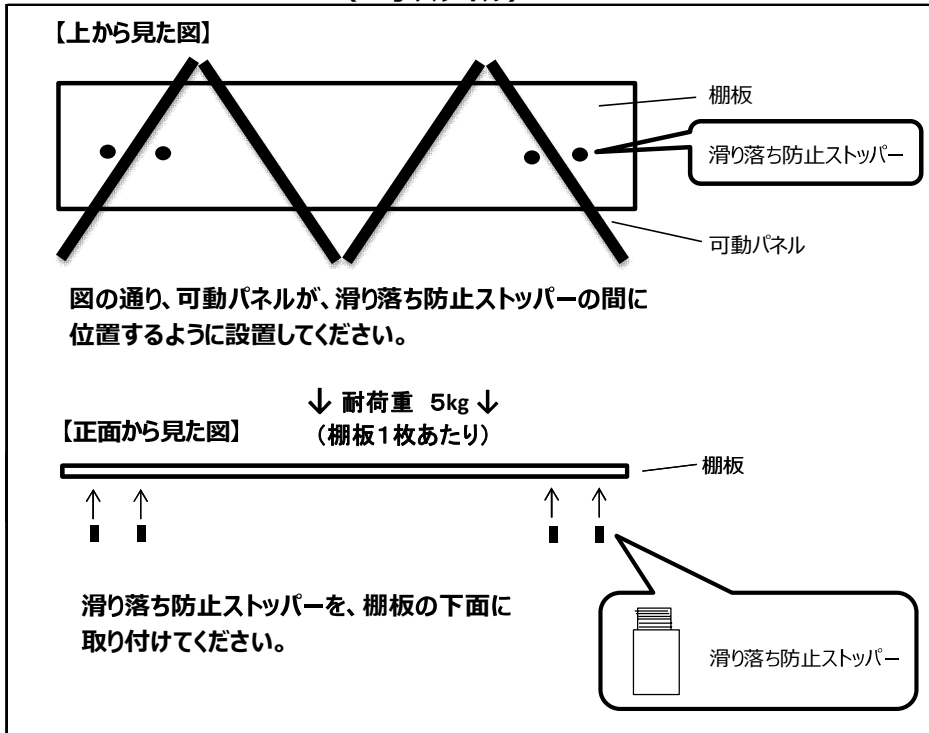 【上から見た図】
棚板
滑り落ち防止ストッパー
可動パネル
図の通り、可動パネルが、滑り落ち防止ストッパーの間に
位置するように設置してください。
↓ 耐荷重 5kg ↓
【正面から見た図】
(棚板1枚あたり)
棚板
滑り落ち防止ストッパーを、棚板の下面に
取り付けてください。
滑り落ち防止ストッパー